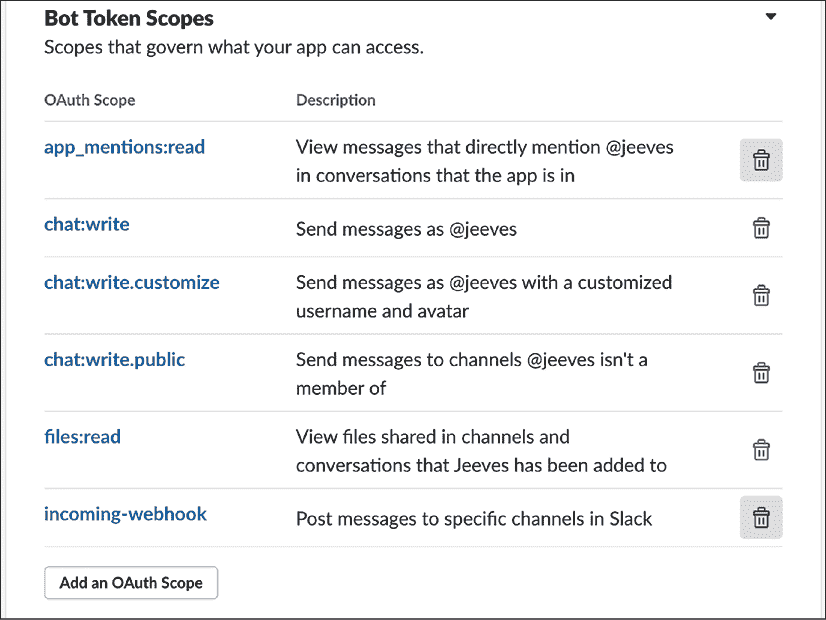 Bot Token Scopes
Scopes that govern what your app can access.
OAuth Scope Description
app_mentions:read View messages that directly mention @jeeves
in conversations that the app is in
chat:write Send messages as @jeeves
chat:write.customize Send messages as @jeeves with a customized
username and avatar
chat:write.public Send messages to channels @jeeves isn't a
member of
files:read View files shared in channels and
conversations that Jeeves has been added to
incoming-webhook Post messages to specific channels in Slack
Add an OAuth Scope